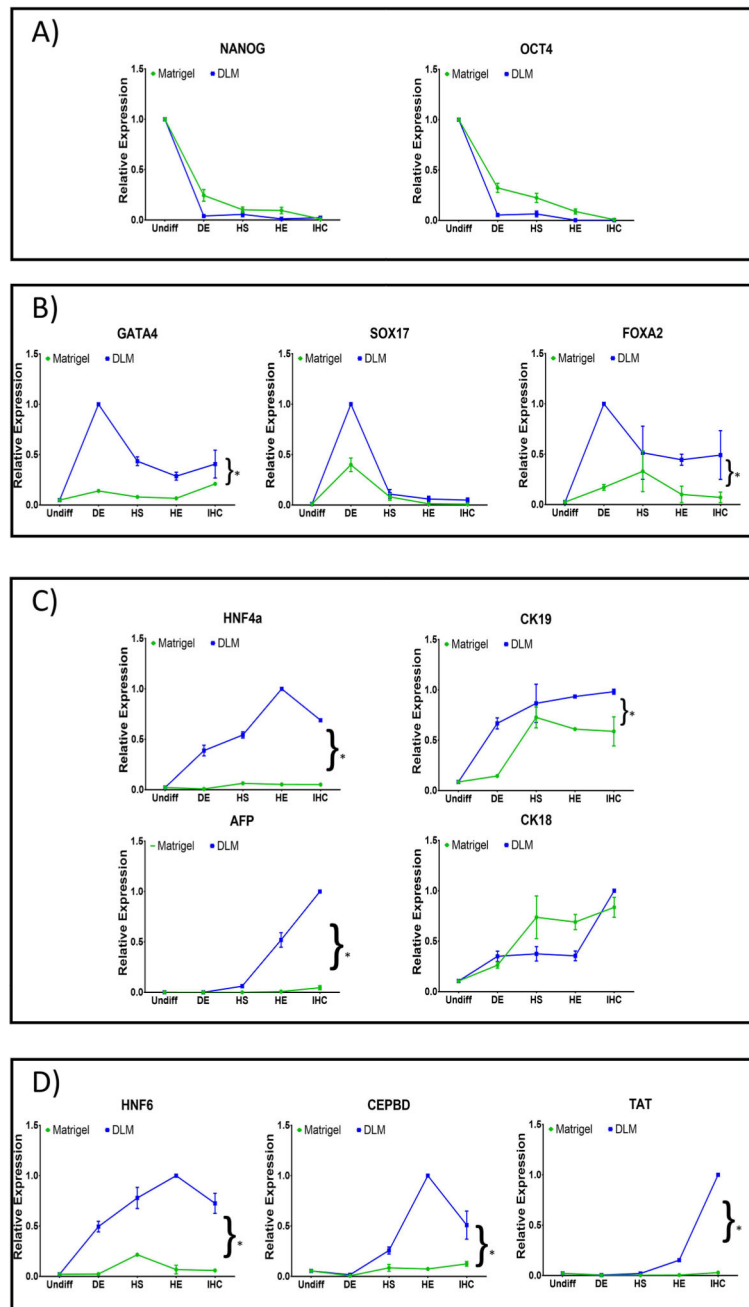 A)
NANOG
Matrigel DLM
Relative Expression
1.5
1.0
0.5
0.0
Undiff DE HS HE IHC
OCT4
Matrigel DLM
Relative Expression
1.5
1.0
0.5
0.0
Undiff DE HS HE IHC
B)
GATA4
Matrigel DLM
Relative Expression
1.5
1.0
0.5
0.0
*
Undiff DE HS HE IHC
SOX17
Matrigel DLM
Relative Expression
1.5
1.0
0.5
0.0
Undiff DE HS HE IHC
FOXA2
Matrigel DLM
Relative Expression
1.5
1.0
0.5
0.0
*
Undiff DE HS HE IHC
C)
HNF4a
Matrigel DLM
Relative Expression
1.5
1.0
0.5
0.0
*
Undiff DE HS HE IHC
CK19
Matrigel DLM
Relative Expression
1.5
1.0
0.5
0.0
*
Undiff DE HS HE IHC
AFP
Matrigel DLM
Relative Expression
1.5
1.0
0.5
0.0
*
Undiff DE HS HE IHC
CK18
Matrigel DLM
Relative Expression
1.5
1.0
0.5
0.0
Undiff DE HS HE IHC
D)
HNF6
Matrigel DLM
Relative Expression
1.5
1.0
0.5
0.0
*
Undiff DE HS HE IHC
CEPBD
Matrigel DLM
Relative Expression
1.5
1.0
0.5
0.0
*
Undiff DE HS HE IHC
TAT
Matrigel DLM
Relative Expression
1.5
1.0
0.5
0.0
*
Undiff DE HS HE IHC